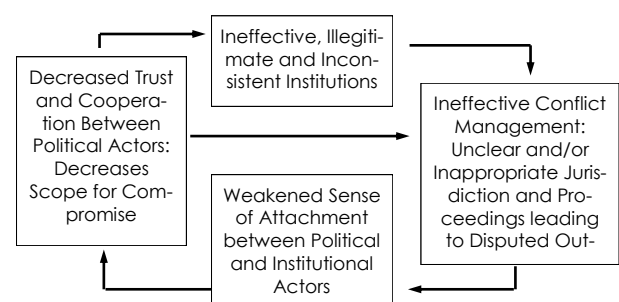 Ineffective, Illegiti-
mate and Incon-
sistent Institutions
Decreased Trust
and Coopera-
tion Between
Political Actors:
Decreases
Scope for Com-
promise
Ineffective Conflict
Management:
Unclear and/or
Inappropriate Juris-
diction and Pro-
ceedings leading
to Disputed Out-
Weakened Sense
of Attachment
between Political
and Institutional
Actors